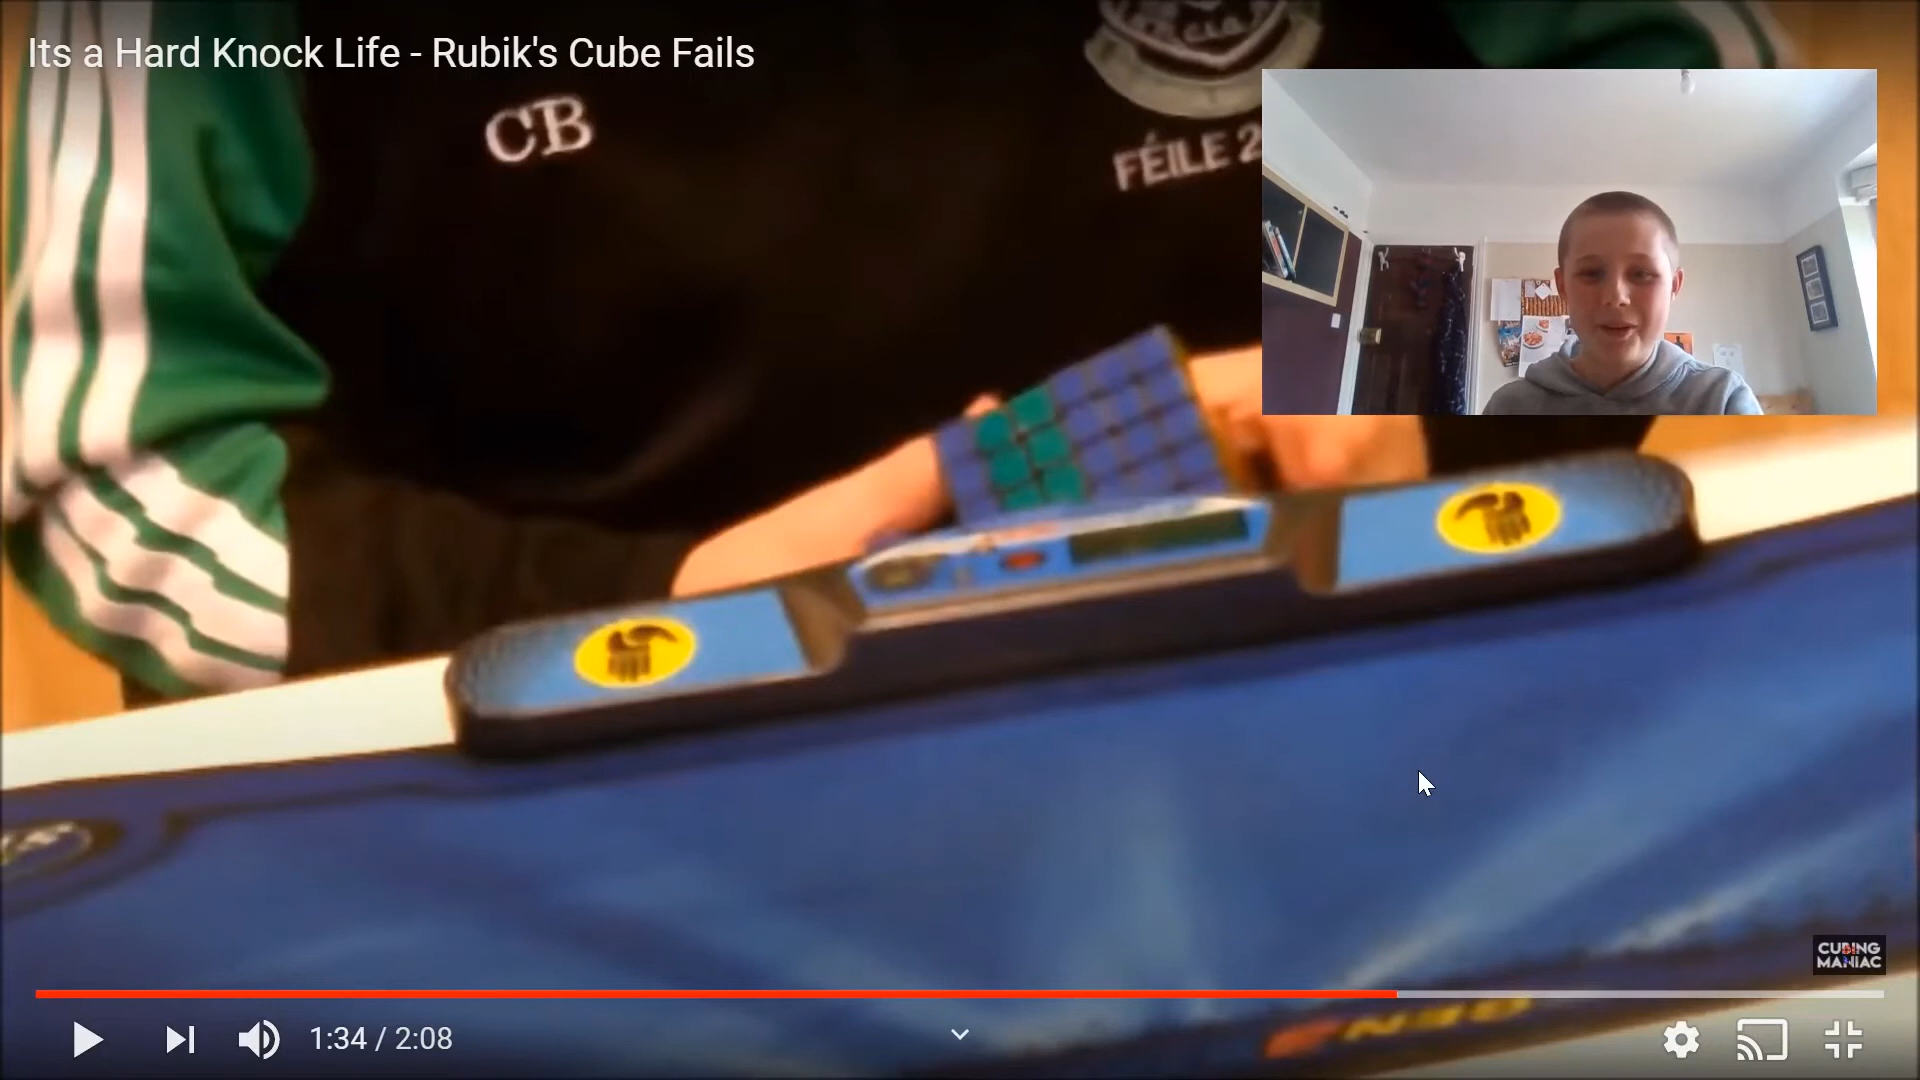 Its a Hard Knock Life - Rubik's Cube Fails
CB
FÉILE 2
CUBING
MANIAC
1:34 / 2:08